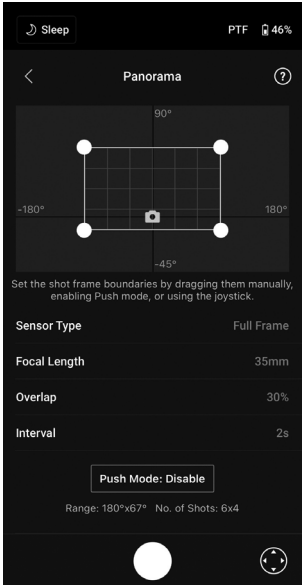 Sleep
PTF 46%
Panorama
?
90°
-180° 180°
-45°
Set the shot frame boundaries by dragging them manually,
enabling Push mode, or using the joystick.
Sensor Type Full Frame
Focal Length 35mm
Overlap 30%
Interval 2s
Push Mode: Disable
Range: 180°x67° No. of Shots: 6x4